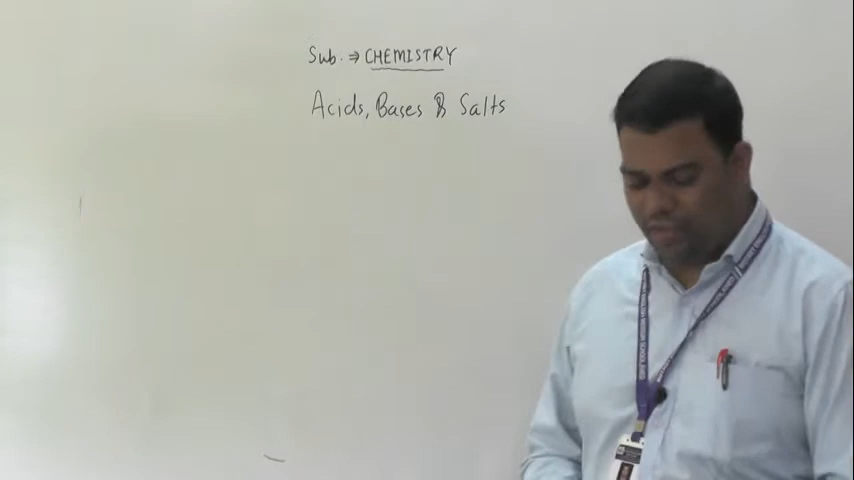 Sub. ⇒ CHEMISTRY
Acids, Bases & Salts